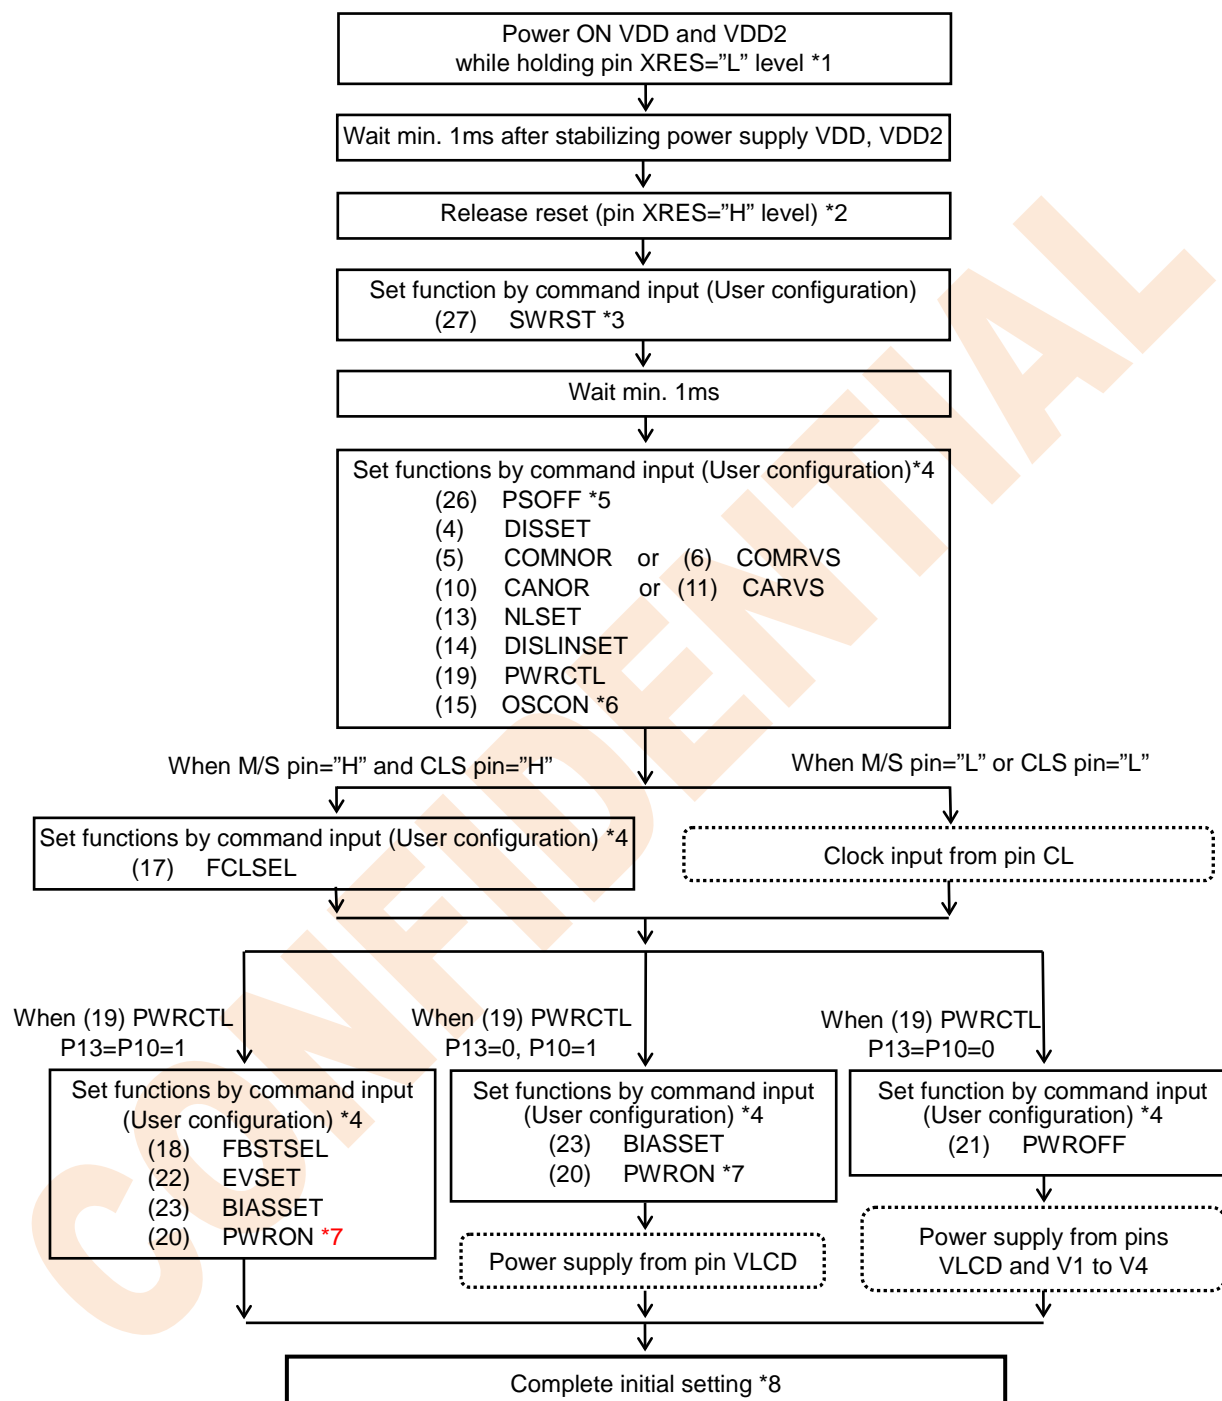 Power ON VDD and VDD2
while holding pin XRES=”L” level *1
Wait min. 1ms after stabilizing power supply VDD, VDD2
Release reset (pin XRES=”H” level) *2
Set function by command input (User configuration)
(27) SWRST *3
Wait min. 1ms
Set functions by command input (User configuration)*4
(26) PSOFF *5
(4) DISSET
(5) COMNOR or (6) COMRVS
(10) CANOR or (11) CARVS
(13) NLSET
(14) DISLINSET
(19) PWRCTL
(15) OSCON *6
When M/S pin=”H” and CLS pin=”H”
When M/S pin=”L” or CLS pin=”L”
Set functions by command input (User configuration) *4
(17) FCLSEL
Clock input from pin CL
When (19) PWRCTL
P13=P10=1
When (19) PWRCTL
P13=0, P10=1
When (19) PWRCTL
P13=P10=0
Set functions by command input
(User configuration) *4
(18) FBSTSEL
(22) EVSET
(23) BIASSET
(20) PWRON *7
Set functions by command input
(User configuration) *4
(23) BIASSET
(20) PWRON *7
Power supply from pin VLCD
Set function by command input
(User configuration) *4
(21) PWROFF
Power supply from pins
VLCD and V1 to V4
Complete initial setting *8
CONFIDENTIAL